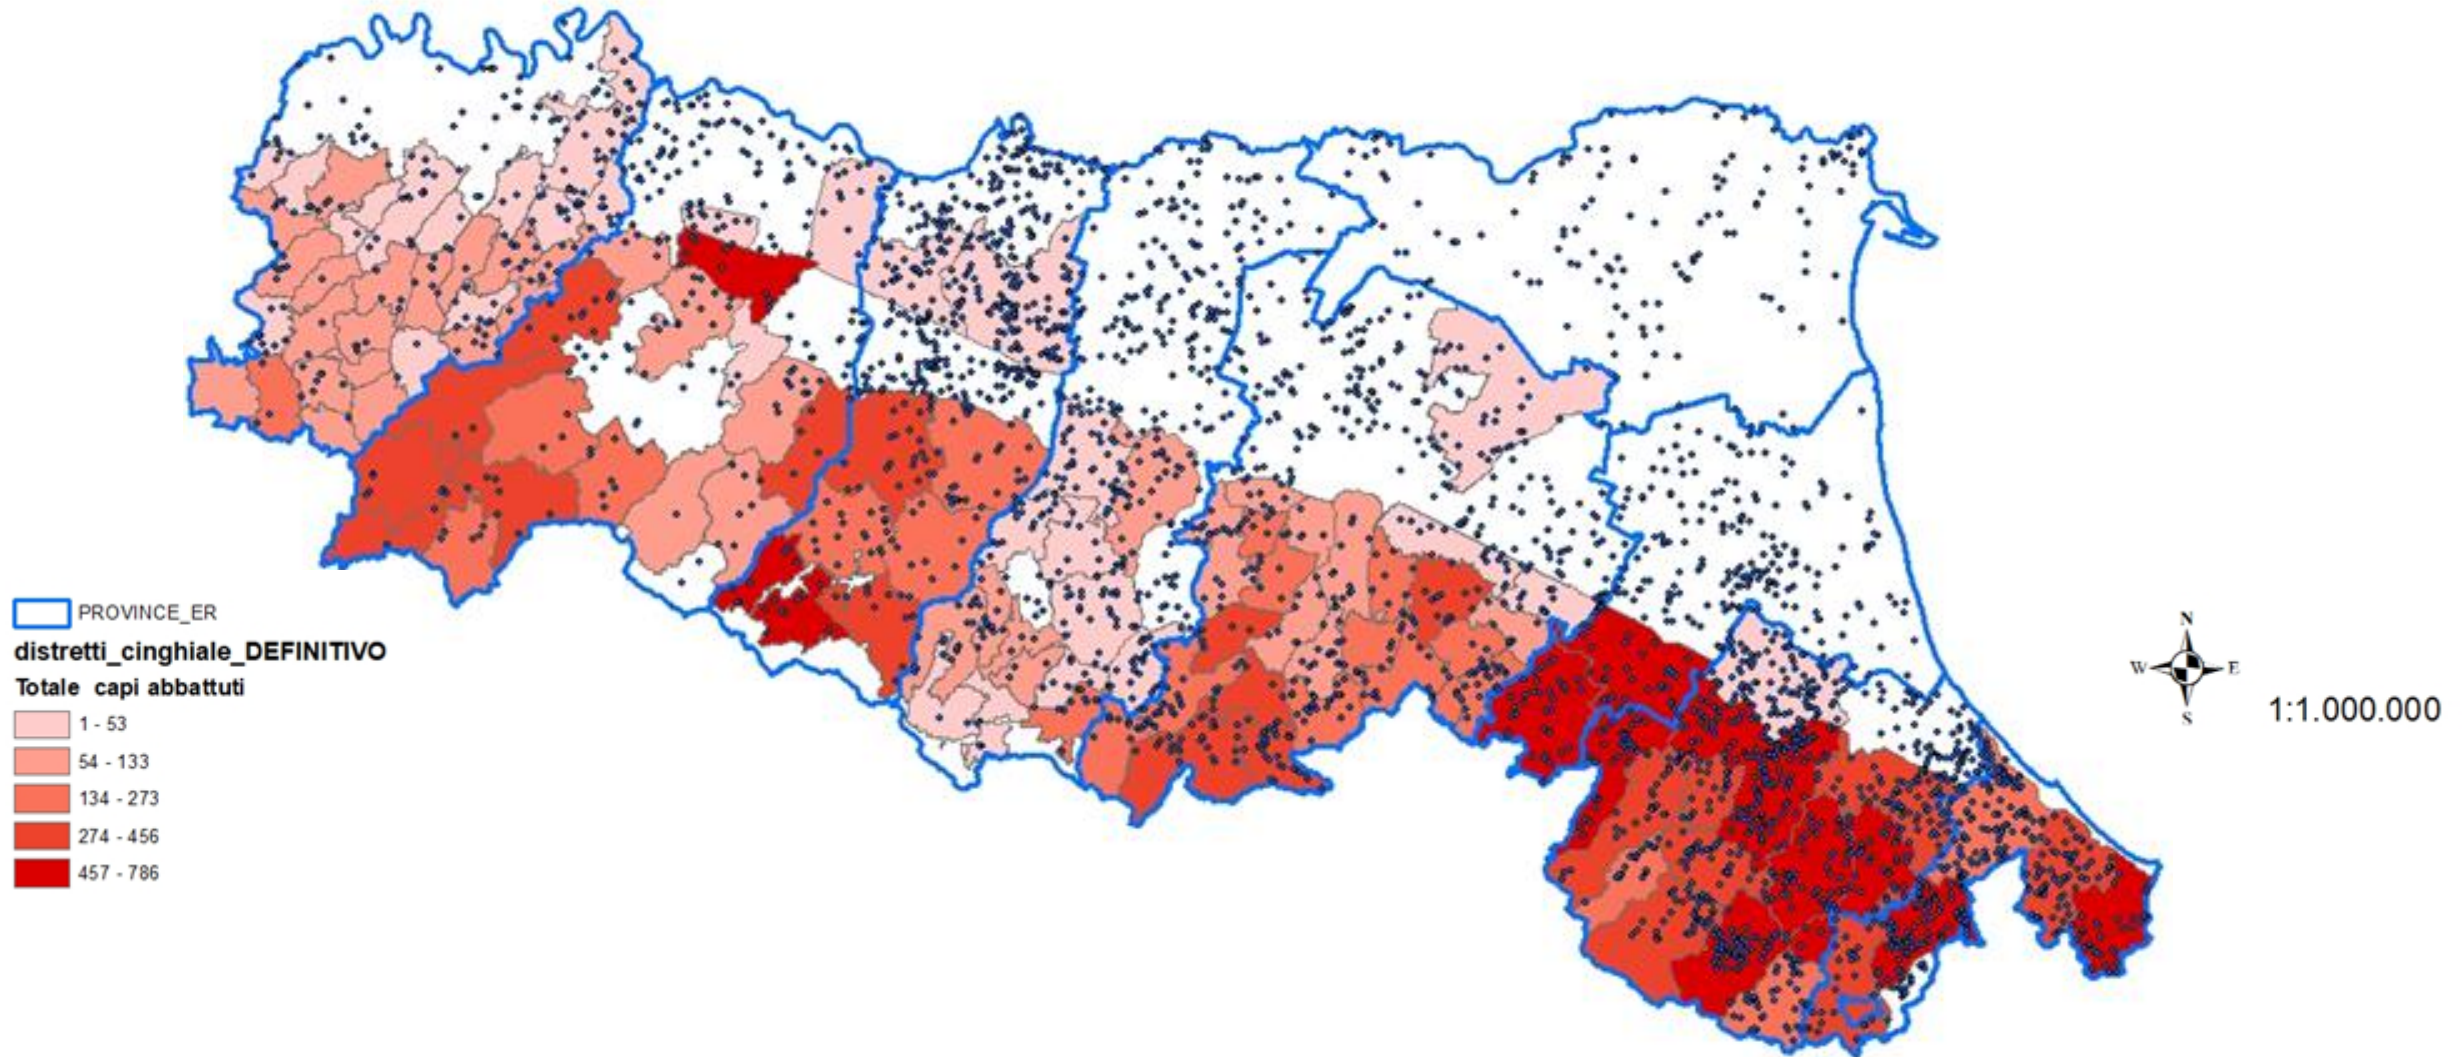 PROVINCE_ER
distretti_cinghiale_DEFINITIVO
Totale capi abbattuti
1 - 53
54 - 133
134 - 273
274 - 456
457 - 786
N
W E
S
1:1.000.000